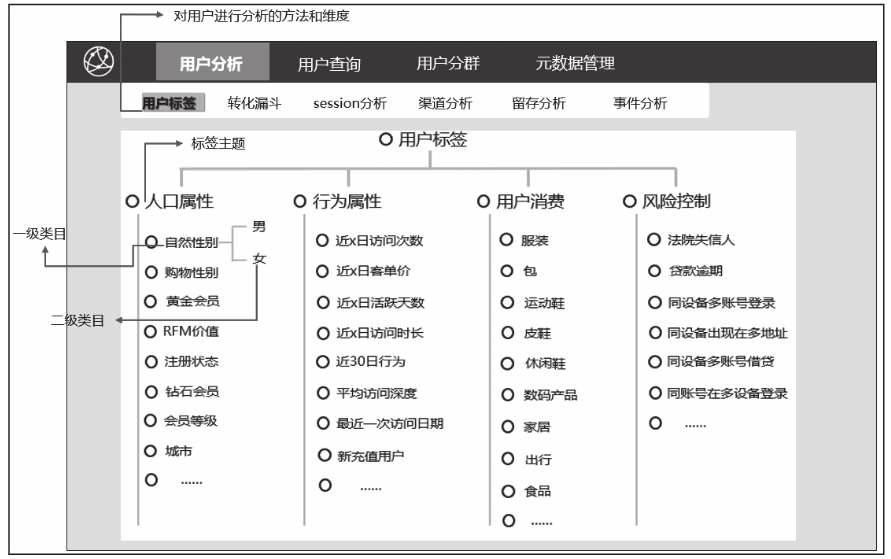 对用户进行分析的方法和维度
用户分析 用户查询 用户分群 元数据管理
用户标签 转化漏斗 session分析 渠道分析 留存分析 事件分析
标签主题
用户标签
人口属性 行为属性 用户消费 风险控制
一级类目
男
自然性别 近x日访问次数 服装 法院失信人
女
购物性别 近x日客单价 包 贷款逾期
黄金会员 近x日活跃天数 运动鞋 同设备多账号登录
二级类目
RFM价值 近x日访问时长 皮鞋 同设备出现在多地址
注册状态 近30日行为 休闲鞋 同设备多账号借贷
钻石会员 平均访问深度 数码产品 同账号在多设备登录
会员等级 最近一次访问日期 家居 ......
城市 新充值用户 出行
...... ...... 食品
......